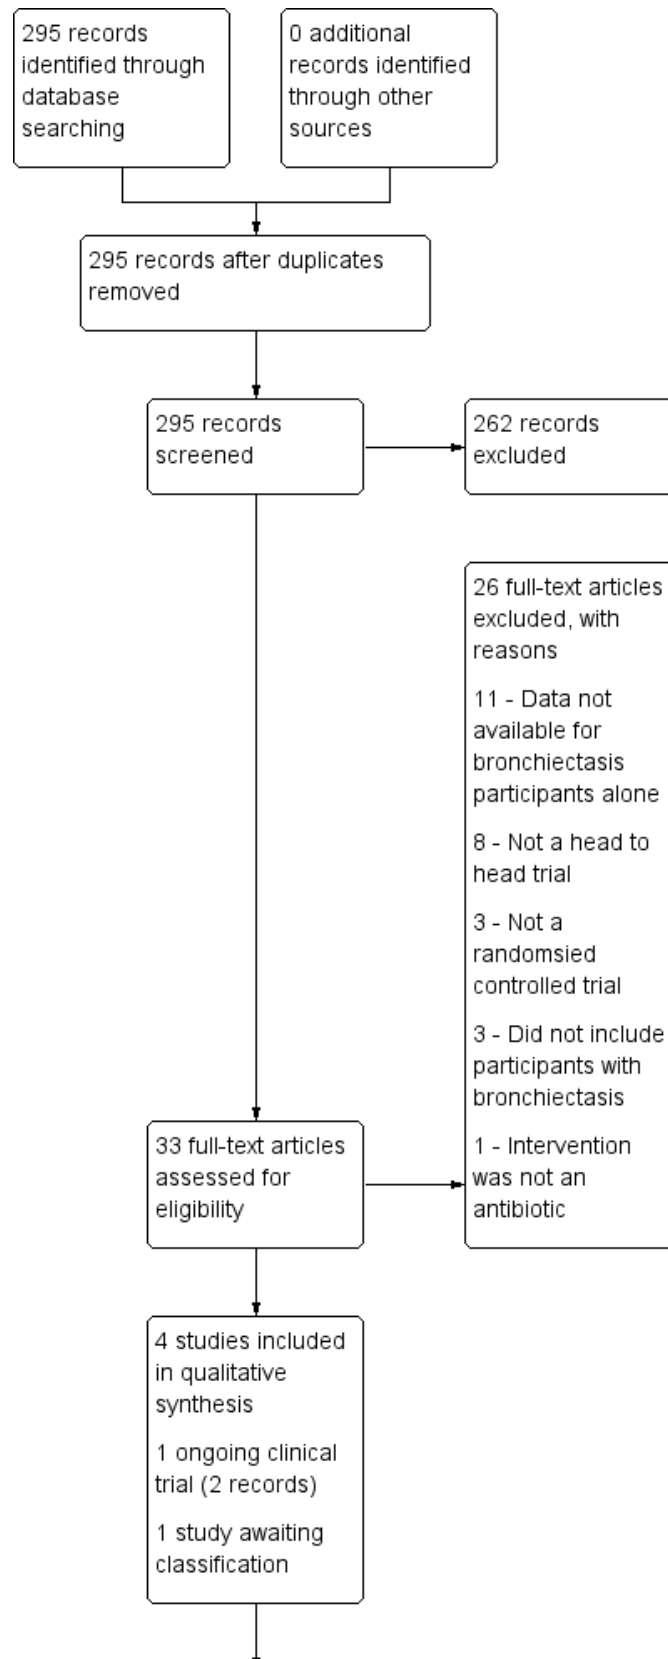 295 records
identified through
database
searching
0 additional
records identified
through other
sources
295 records after duplicates
removed
295 records
screened
262 records
excluded
26 full-text articles
excluded, with
reasons
11 - Data not
available for
bronchiectasis
participants alone
8 - Not a head to
head trial
3 - Not a
randomsied
controlled trial
3 - Did not include
participants with
bronchiectasis
1 - Intervention
was not an
antibiotic
33 full-text articles
assessed for
eligibility
4 studies included
in qualitative
synthesis
1 ongoing clinical
trial (2 records)
1 study awaiting
classification